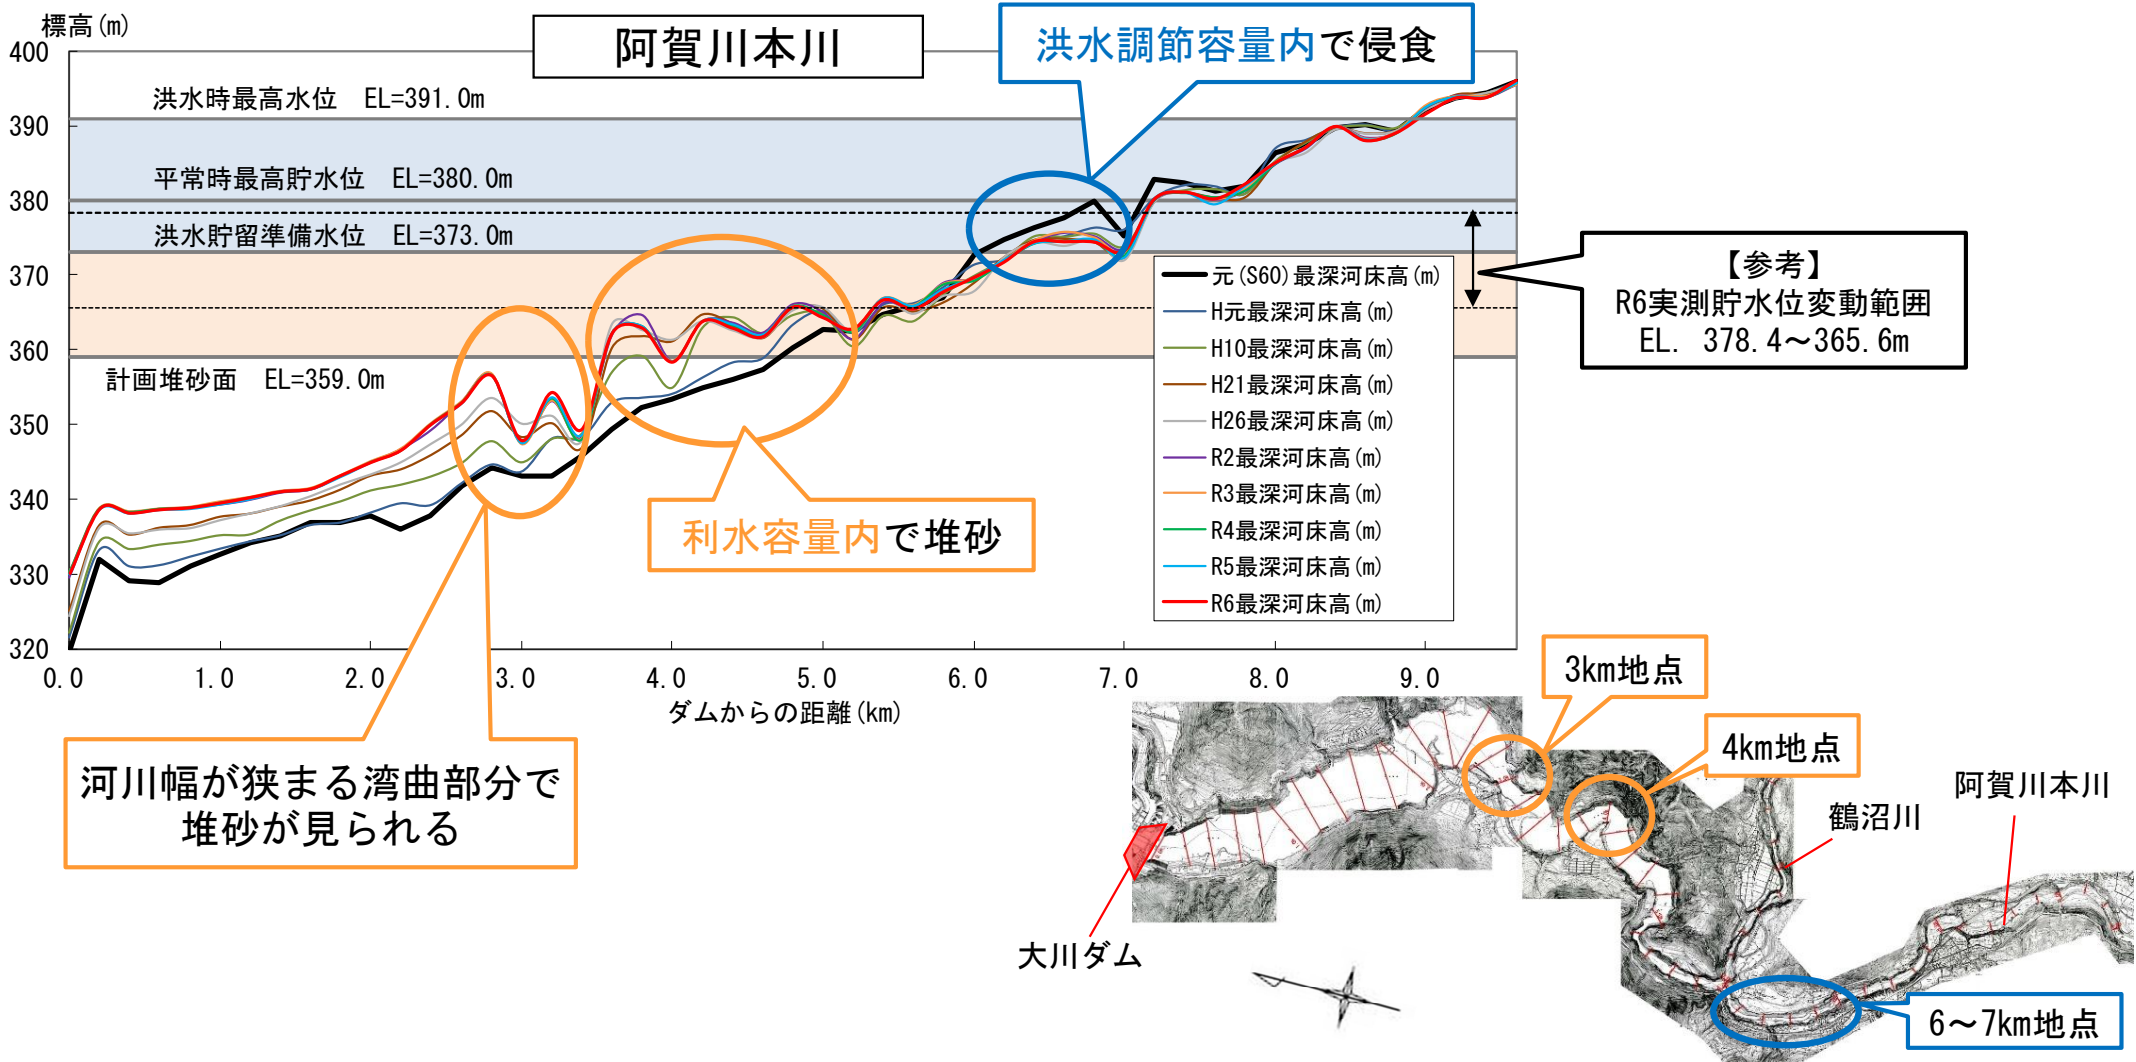 標高(m)
阿賀川本川
洪水調節容量内で侵食
400
390
380
370
360
350
340
330
320
洪水時最高水位 EL=391.0m
平常時最高貯水位 EL=380.0m
洪水貯留準備水位 EL=373.0m
計画堆砂面 EL=359.0m
元(S60)最深河床高(m)
H元最深河床高(m)
H10最深河床高(m)
H21最深河床高(m)
H26最深河床高(m)
R2最深河床高(m)
R3最深河床高(m)
R4最深河床高(m)
R5最深河床高(m)
R6最深河床高(m)
【参考】
R6実測貯水位変動範囲
EL. 378.4～365.6m
利水容量内で堆砂
0.0 1.0 2.0 3.0 4.0 5.0 6.0 7.0 8.0 9.0
ダムからの距離(km)
河川幅が狭まる湾曲部分で
堆砂が見られる
3km地点
4km地点
鶴沼川
阿賀川本川
大川ダム
6～7km地点